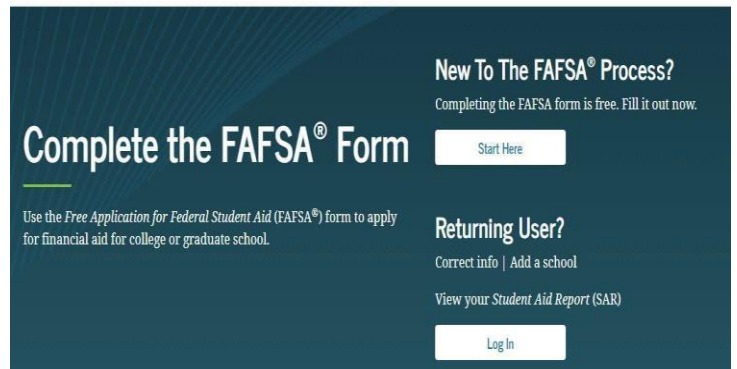 Complete the FAFSA® Form
Use the Free Application for Federal Student Aid (FAFSA®) form to apply
for financial aid for college or graduate school.
New To The FAFSA® Process?
Completing the FAFSA form is free. Fill it out now.
Start Here
Returning User?
Correct info | Add a school
View your Student Aid Report (SAR)
Log In